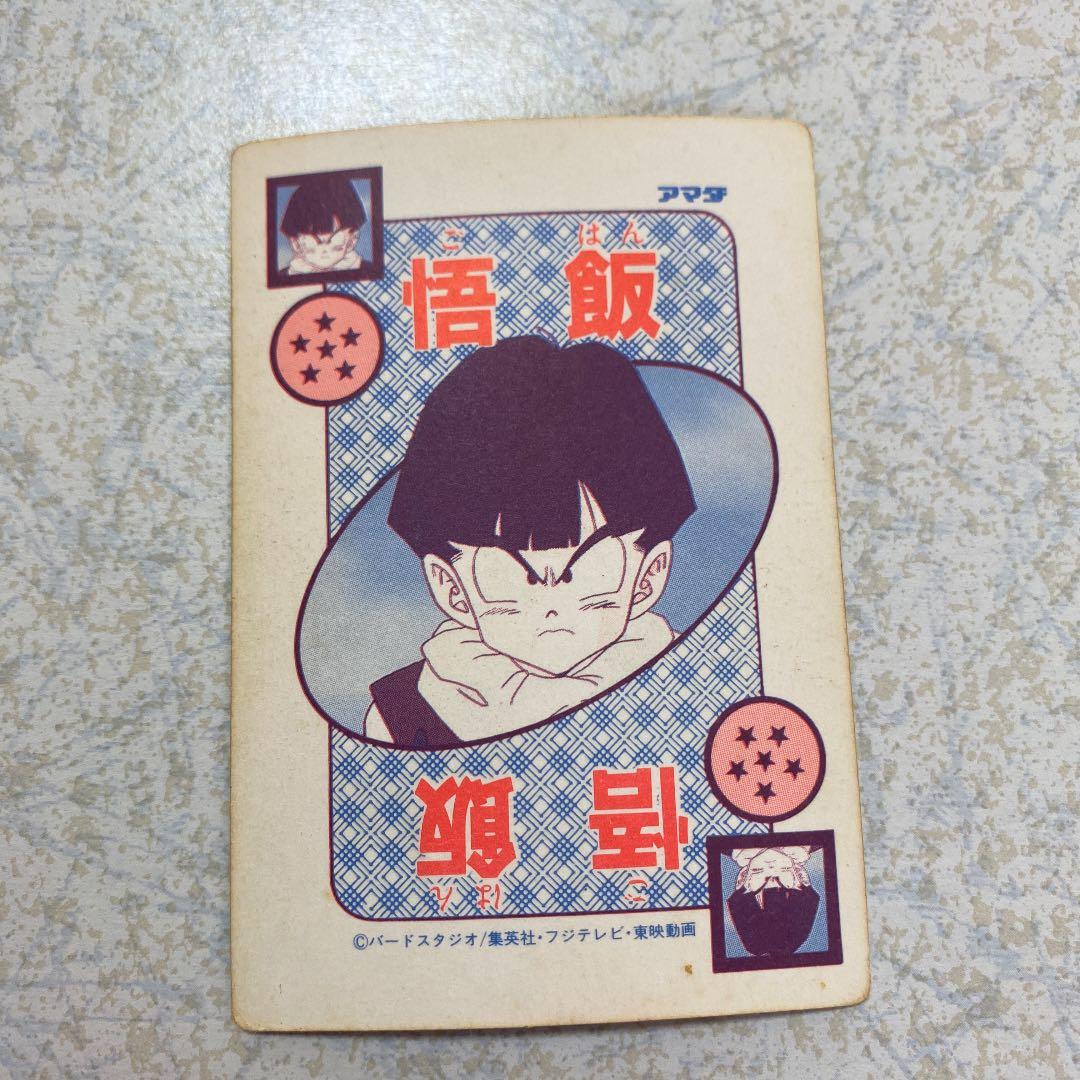 アマダ
ご はん
悟飯
悟飯
ご はん
©バードスタジオ/集英社・フジテレビ・東映動画